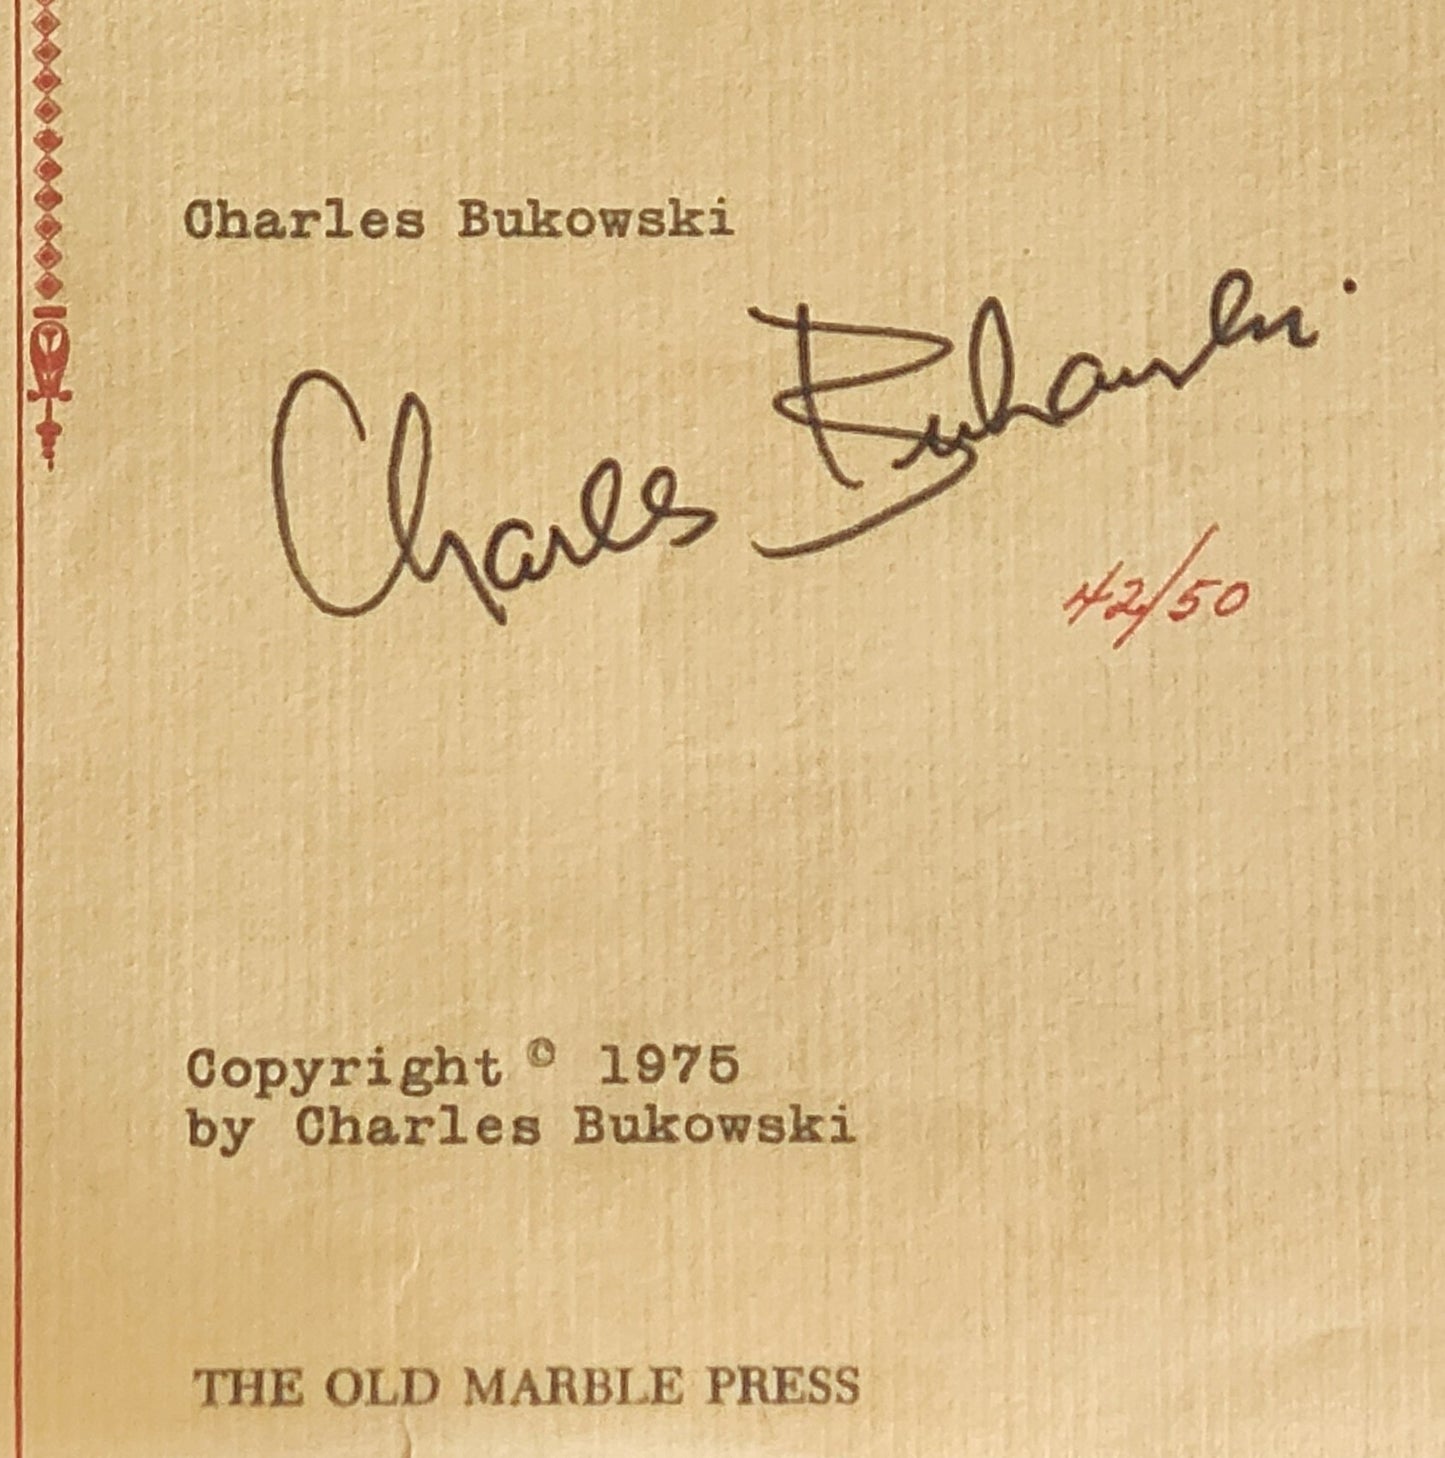 Charles Bukowski
Charles Bukowski
42/50
Copyright © 1975
by Charles Bukowski
THE OLD MARBLE PRESS